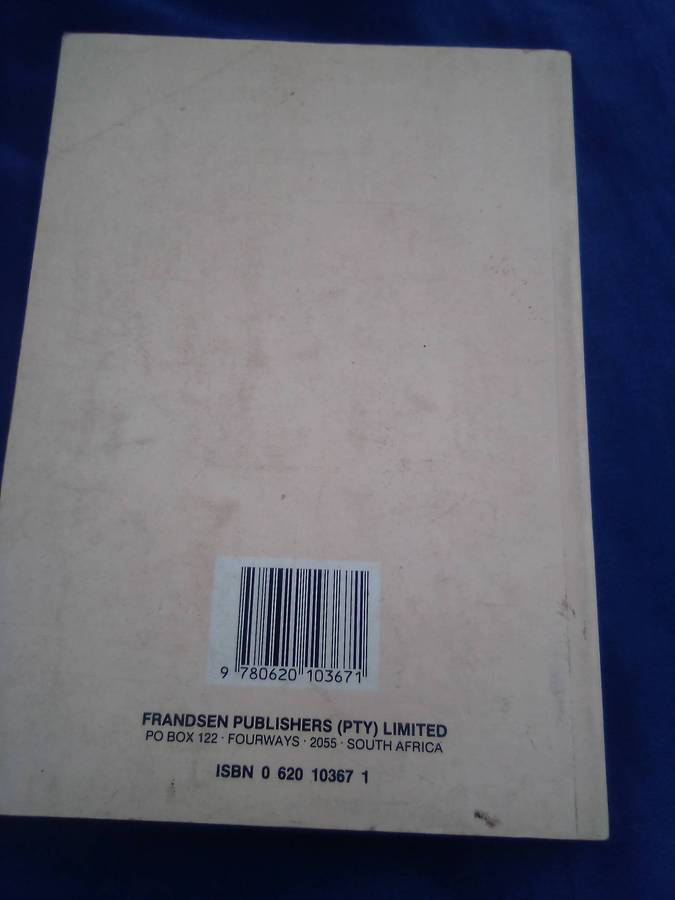 9 780620 103671
FRANDSEN PUBLISHERS (PTY) LIMITED
PO BOX 122 · FOURWAYS · 2055 · SOUTH AFRICA
ISBN 0 620 10367 1